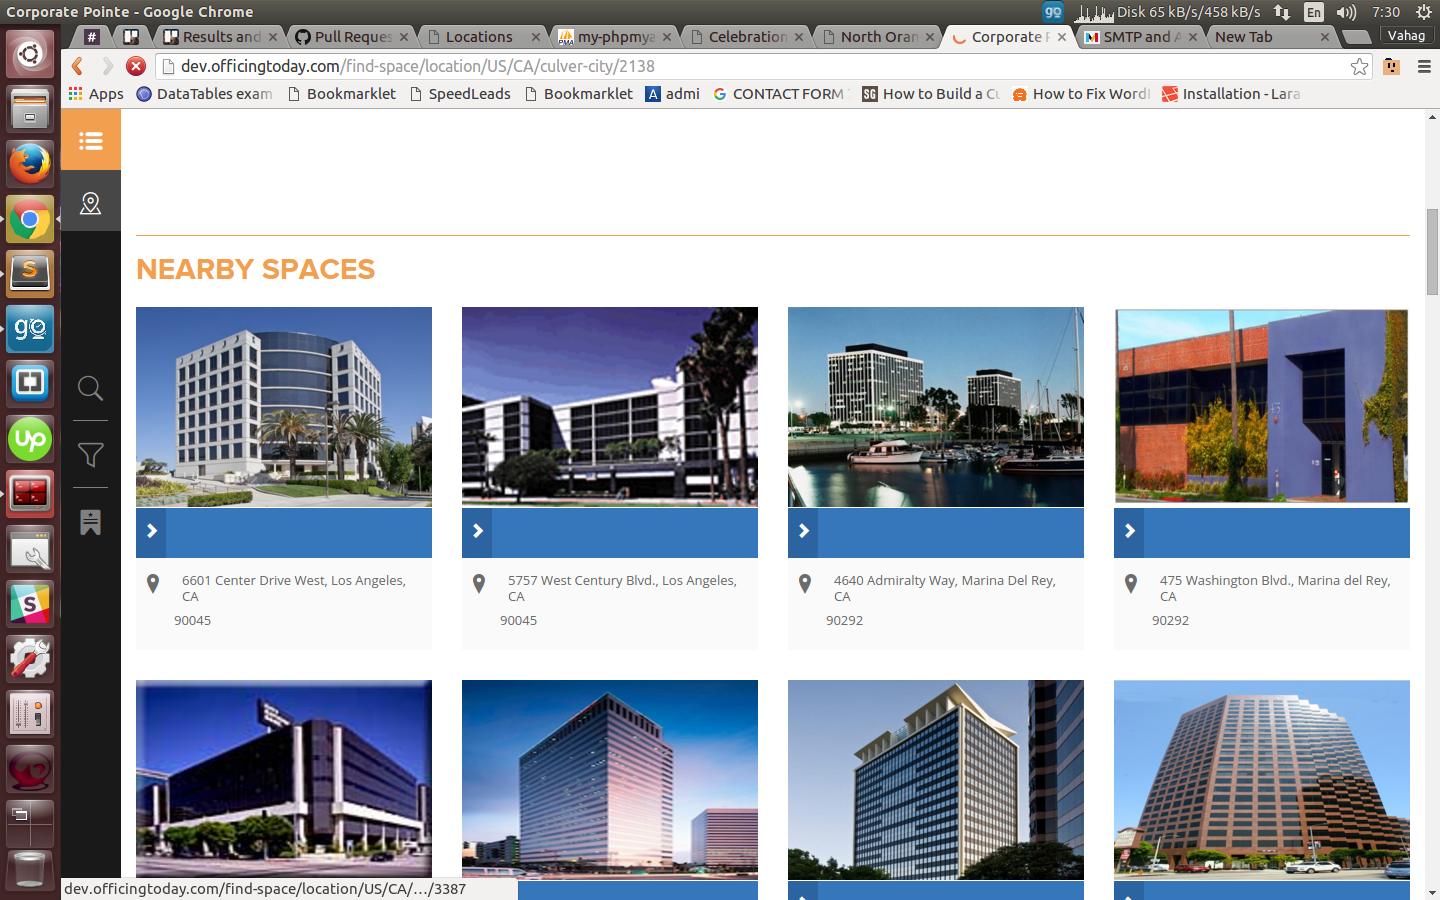 Corporate Pointe - Google Chrome
go Disk 65 kB/s/458 kB/s En 7:30
# Results and Pull Reques Locations my-phpmya Celebration North Oran Corporate P SMTP and A New Tab Vahag
dev.officingtoday.com/find-space/location/US/CA/culver-city/2138
Apps DataTables exam Bookmarklet SpeedLeads Bookmarklet A admi G CONTACT FORM SG How to Build a Cu How to Fix Word Installation - Lara
NEARBY SPACES
6601 Center Drive West, Los Angeles,
CA
90045
5757 West Century Blvd., Los Angeles,
CA
90045
4640 Admiralty Way, Marina Del Rey,
CA
90292
475 Washington Blvd., Marina del Rey,
CA
90292
S
go
Up
S
dev.officingtoday.com/find-space/location/US/CA/…/3387